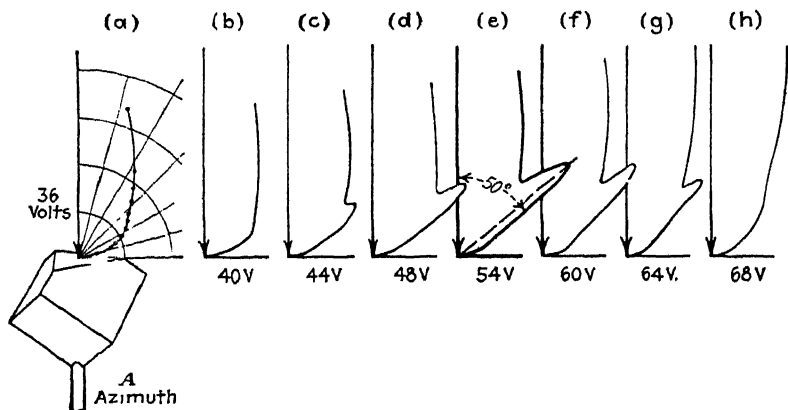 (a) (b) (c) (d) (e) (f) (g) (h)
36
Volts
50°
40V 44V 48V 54V 60V 64V. 68V
A
Azimuth